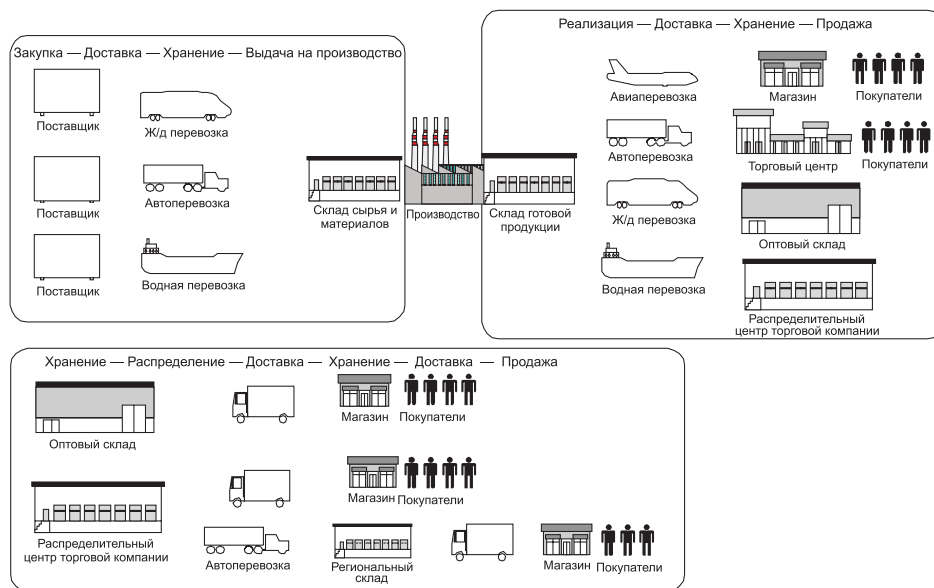 Закупка — Доставка — Хранение — Выдача на производство
Поставщик
Ж/д перевозка
Поставщик
Автоперевозка
Поставщик
Водная перевозка
Склад сырья и
материалов
Производство
Склад готовой
продукции
Реализация — Доставка — Хранение — Продажа
Авиаперевозка
Магазин
Покупатели
Автоперевозка
Торговый центр
Покупатели
Ж/д перевозка
Оптовый склад
Водная перевозка
Распределительный
центр торговой компании
Хранение — Распределение — Доставка — Хранение — Доставка — Продажа
Оптовый склад
Магазин
Покупатели
Магазин
Покупатели
Распределительный
центр торговой компании
Автоперевозка
Региональный
склад
Магазин
Покупатели